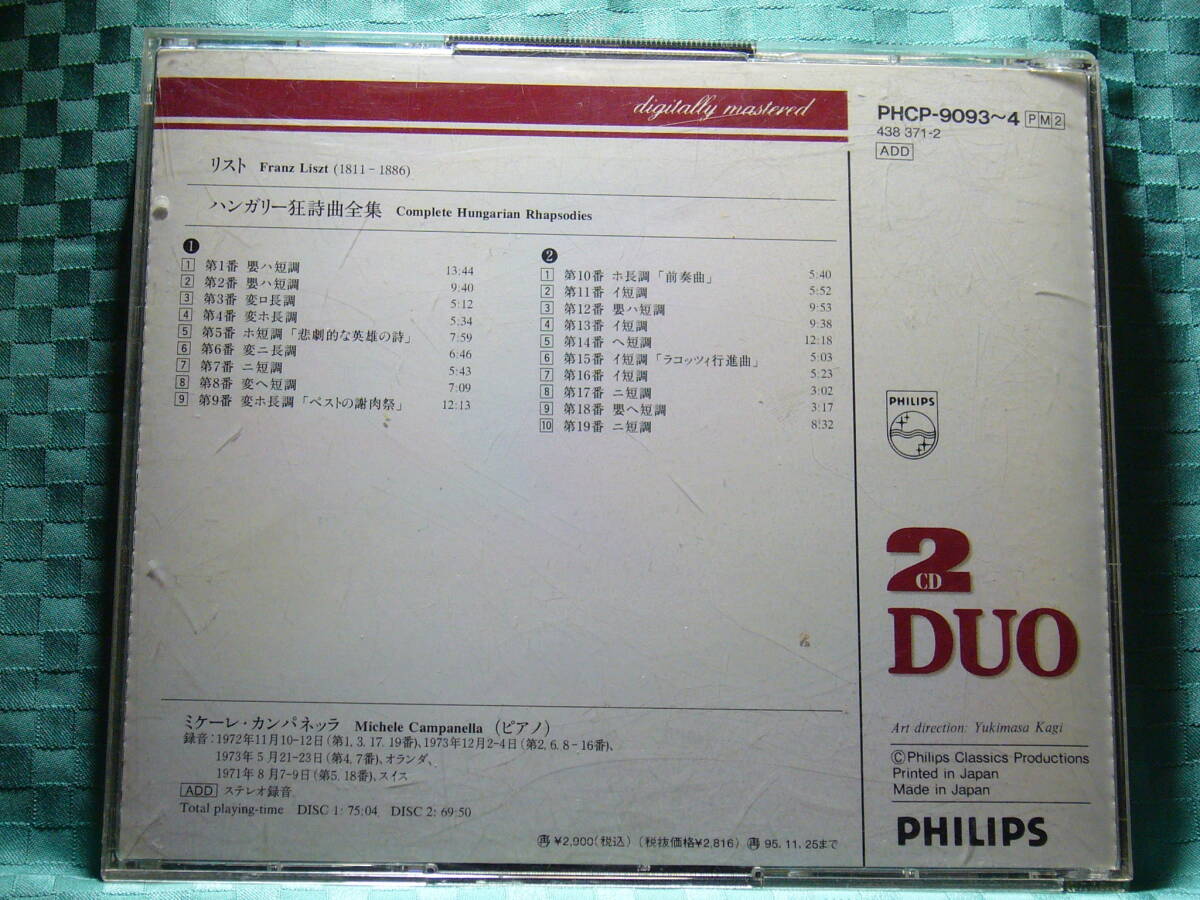 digitally mastered
PHCP-9093~4 PM2
438 371-2
ADD
リスト Franz Liszt (1811 - 1886)
ハンガリー狂詩曲全集 Complete Hungarian Rhapsodies
❶
1 第1番 嬰ハ短調 13:44
2 第2番 嬰ハ短調 9:40
3 第3番 変ロ長調 5:12
4 第4番 変ホ長調 5:34
5 第5番 ホ短調「悲劇的な英雄の詩」 7:59
6 第6番 変ニ長調 6:46
7 第7番 ニ短調 5:43
8 第8番 変ヘ短調 7:09
9 第9番 変ホ長調「ペストの謝肉祭」 12:13
❷
1 第10番 ホ長調「前奏曲」 5:40
2 第11番 イ短調 5:52
3 第12番 嬰ハ短調 9:53
4 第13番 イ短調 9:38
5 第14番 ヘ短調 12:18
6 第15番 イ短調「ラコッツィ行進曲」 5:03
7 第16番 イ短調 5:23
8 第17番 ニ短調 3:02
9 第18番 嬰ヘ短調 3:17
10 第19番 ニ短調 8:32
PHILIPS
2
CD
DUO
ミケーレ・カンパネッラ Michele Campanella (ピアノ)
録音:1972年11月10-12日(第1.3.17.19番)、1973年12月2-4日(第2.6.8-16番)、
1973年5月21-23日(第4.7番)、オランダ、
1971年8月7-9日(第5.18番)、スイス
ADD ステレオ録音
Total playing-time DISC 1: 75:04 DISC 2: 69:50
再¥2,900(税込) (税抜価格¥2,816) 再95.11.25まで
Art direction: Yukimasa Kagi
©Philips Classics Productions
Printed in Japan
Made in Japan
PHILIPS